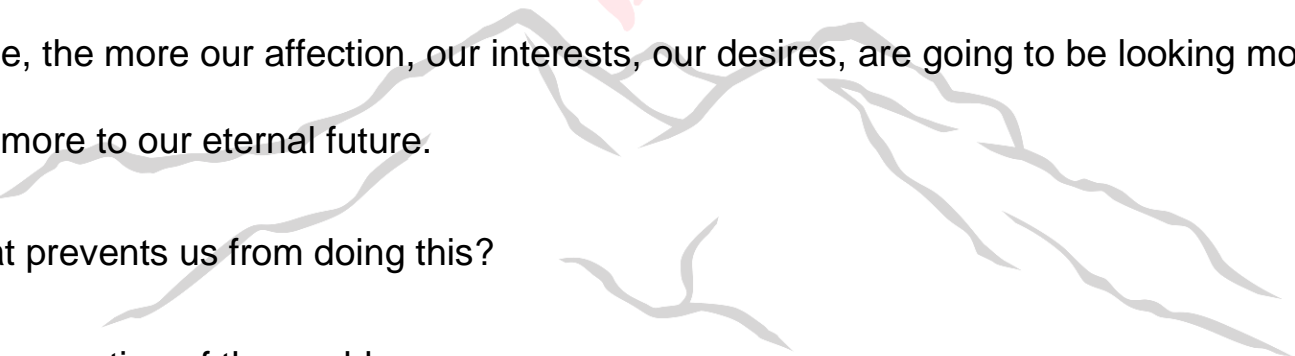 e, the more our affection, our interests, our desires, are going to be looking mo
more to our eternal future.
at prevents us from doing this?